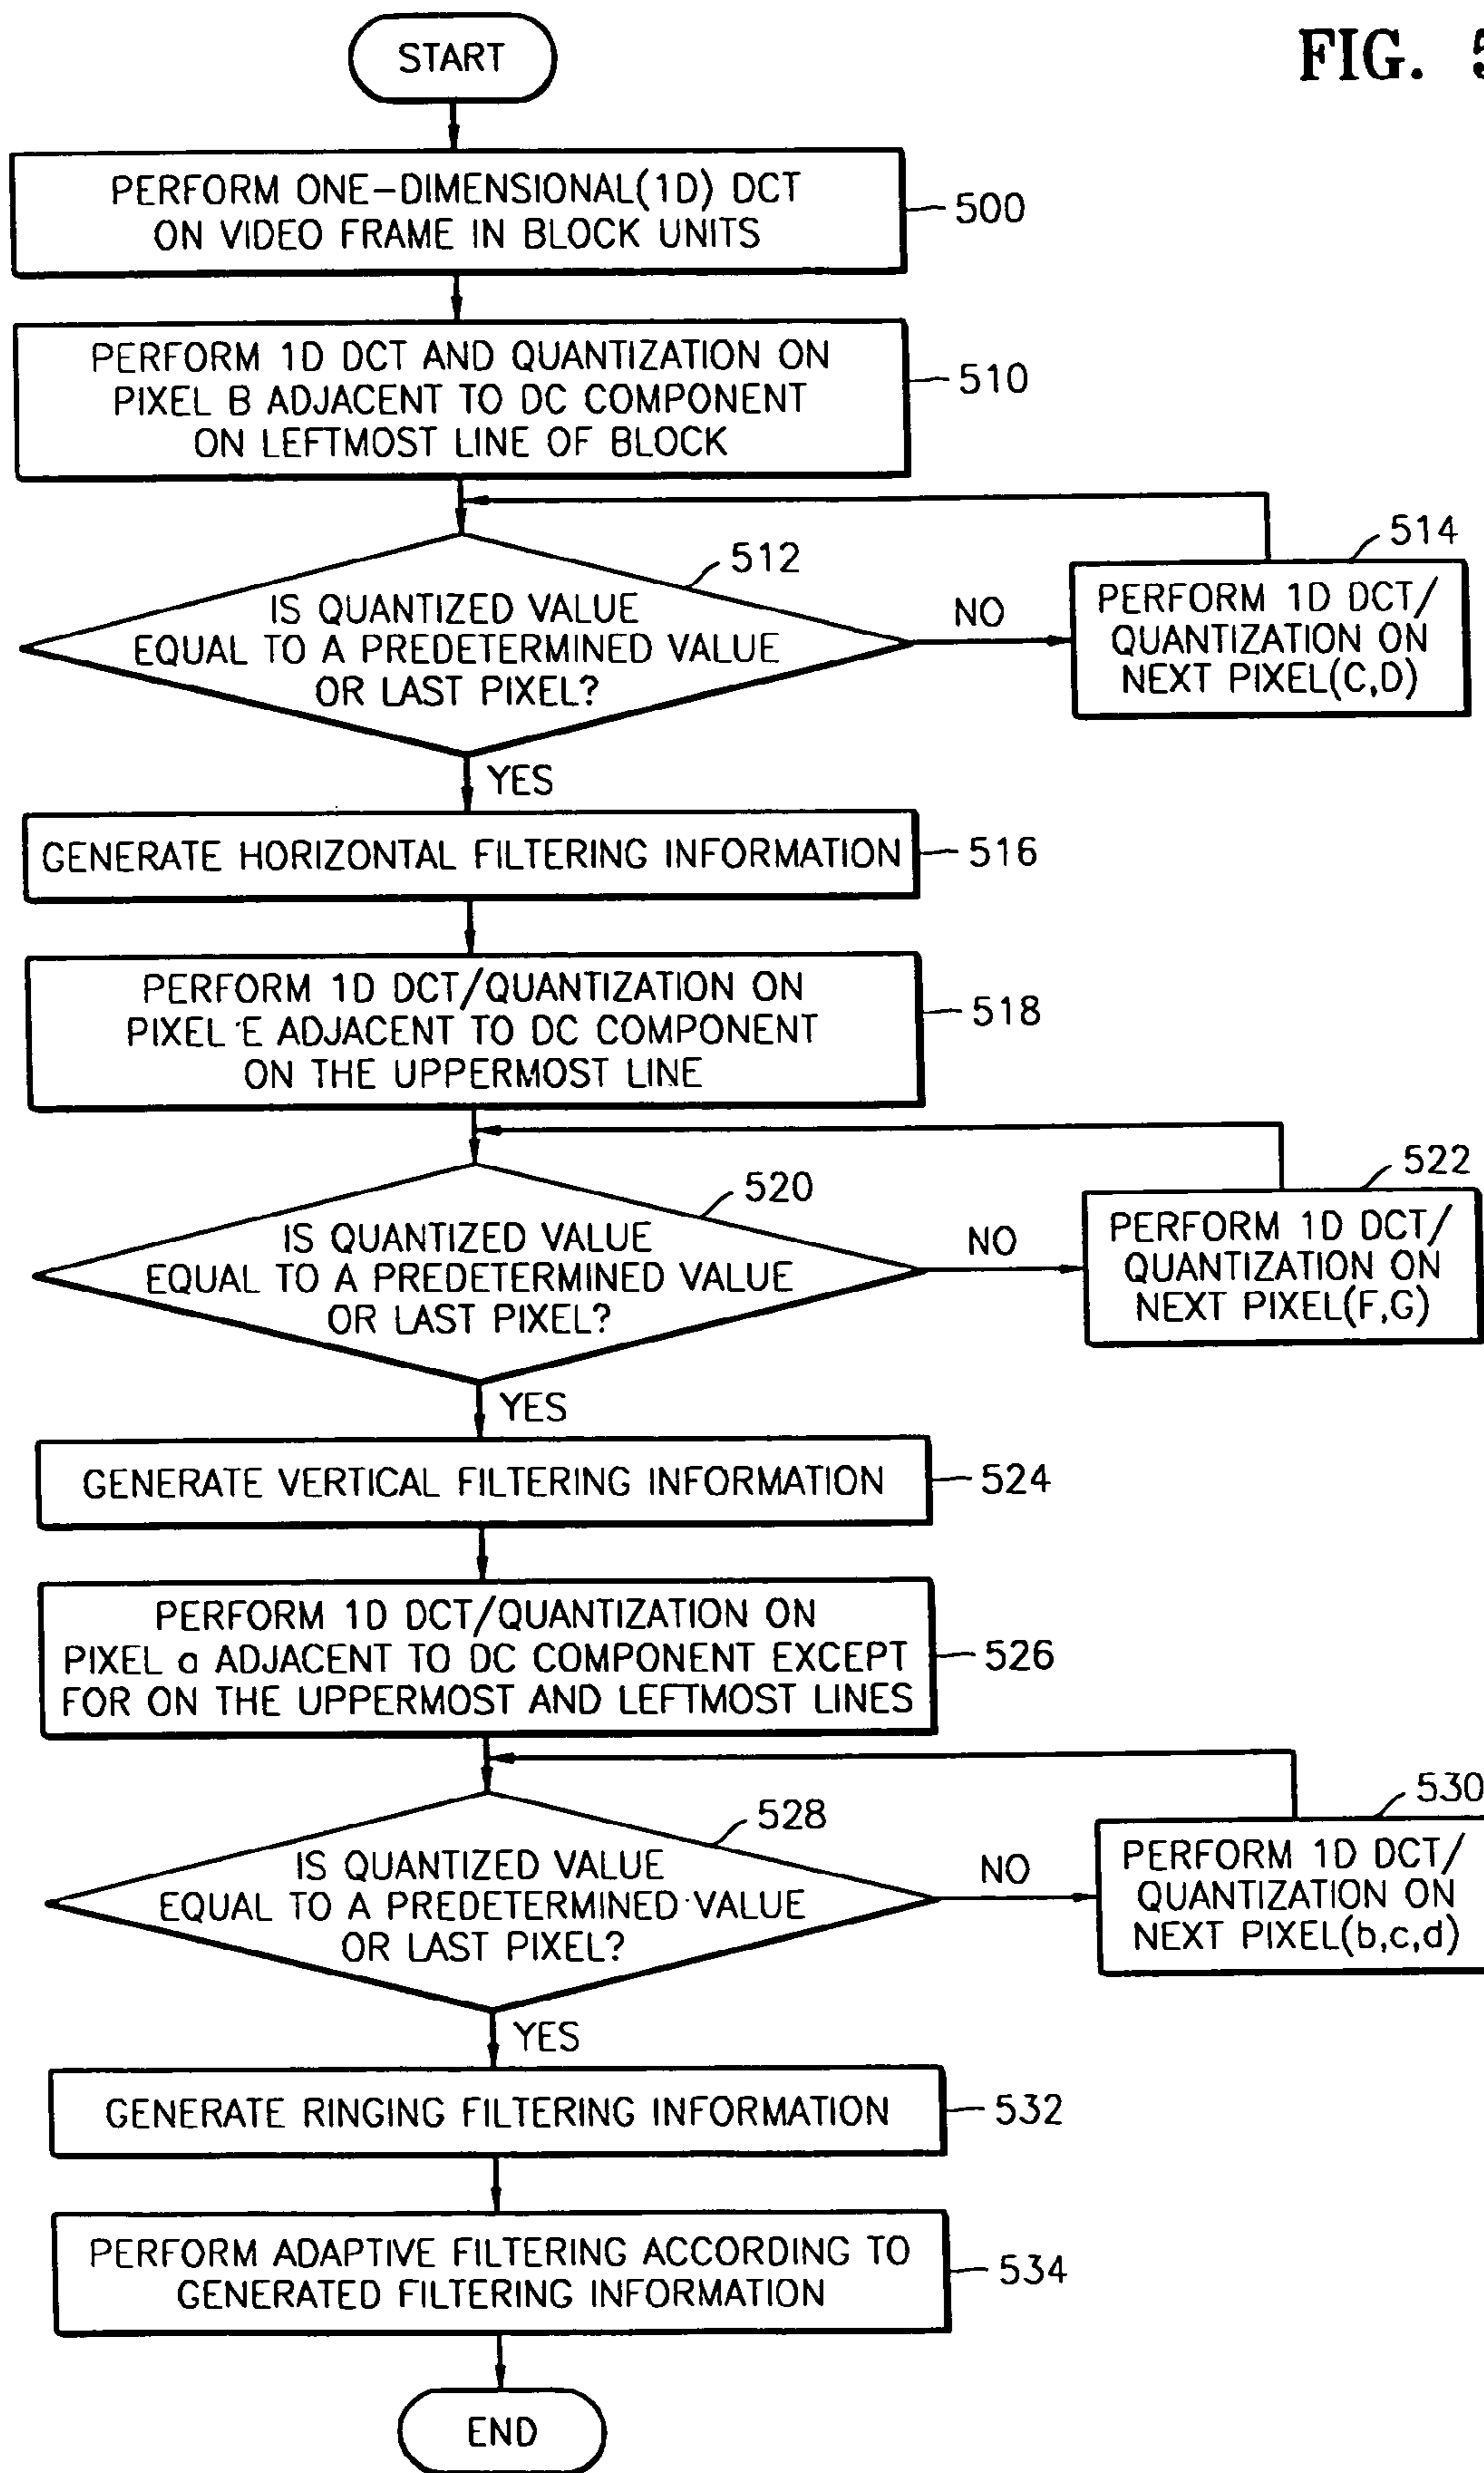 FIG. 5
START
PERFORM ONE-DIMENSIONAL(1D) DCT
ON VIDEO FRAME IN BLOCK UNITS
500
PERFORM 1D DCT AND QUANTIZATION ON
PIXEL B ADJACENT TO DC COMPONENT
ON LEFTMOST LINE OF BLOCK
510
512
IS QUANTIZED VALUE
EQUAL TO A PREDETERMINED VALUE
OR LAST PIXEL?
NO
514
PERFORM 1D DCT/
QUANTIZATION ON
NEXT PIXEL(C,D)
YES
GENERATE HORIZONTAL FILTERING INFORMATION
516
PERFORM 1D DCT/QUANTIZATION ON
PIXEL E ADJACENT TO DC COMPONENT
ON THE UPPERMOST LINE
518
520
IS QUANTIZED VALUE
EQUAL TO A PREDETERMINED VALUE
OR LAST PIXEL?
NO
522
PERFORM 1D DCT/
QUANTIZATION ON
NEXT PIXEL(F,G)
YES
GENERATE VERTICAL FILTERING INFORMATION
524
PERFORM 1D DCT/QUANTIZATION ON
PIXEL a ADJACENT TO DC COMPONENT EXCEPT
FOR ON THE UPPERMOST AND LEFTMOST LINES
526
528
IS QUANTIZED VALUE
EQUAL TO A PREDETERMINED VALUE
OR LAST PIXEL?
NO
530
PERFORM 1D DCT/
QUANTIZATION ON
NEXT PIXEL(b,c,d)
YES
GENERATE RINGING FILTERING INFORMATION
532
PERFORM ADAPTIVE FILTERING ACCORDING TO
GENERATED FILTERING INFORMATION
534
END